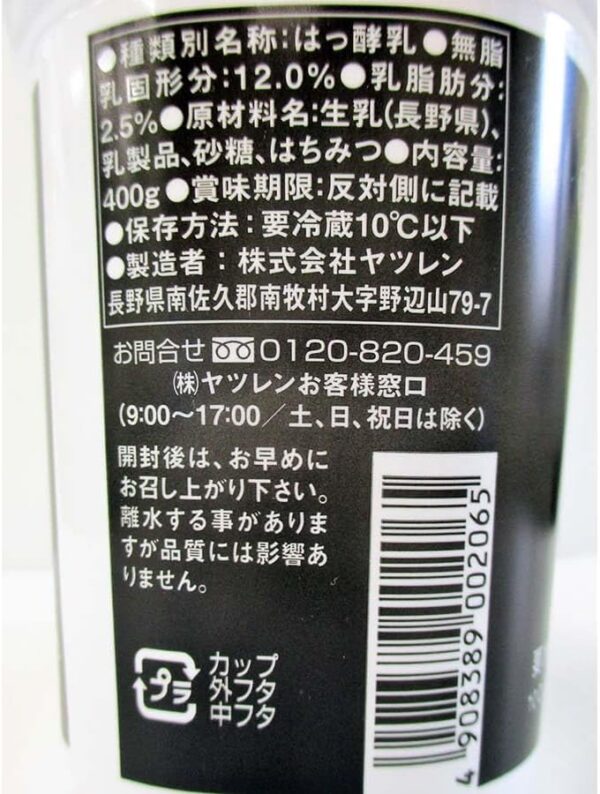 ●種類別名称：はっ酵乳●無脂
乳固形分：12.0%●乳脂肪分：
2.5%●原材料名：生乳（長野県）、
乳製品、砂糖、はちみつ●内容量：
400g●賞味期限：反対側に記載
●保存方法：要冷蔵10℃以下
●製造者：株式会社ヤツレン
長野県南佐久郡南牧村大字野辺山79-7
お問合せ 0120-820-459
㈱ヤツレンお客様窓口
（9:00〜17:00／土、日、祝日は除く）
開封後は、お早めに
お召し上がり下さい。
離水する事がありま
すが品質には影響あ
りません。
プラ
カップ
外フタ
中フタ
4 908389 002065